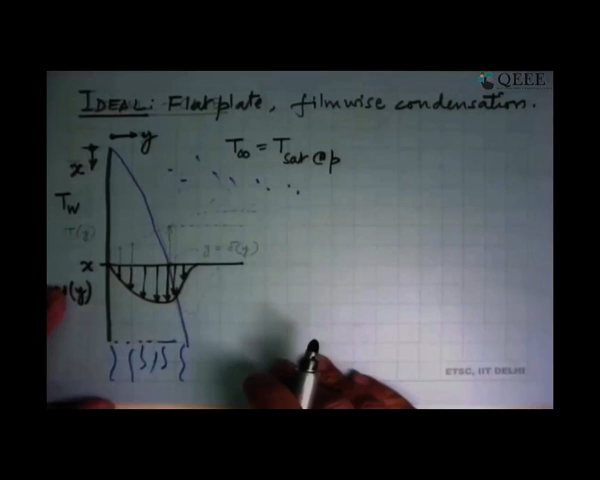 QEEE
IDEAL: Flat plate, filmwise condensation.
y
T∞ = Tsat@p
x
Tw
T(y)
y = δ(y)
x
(y)
ETSC, IIT DELHI